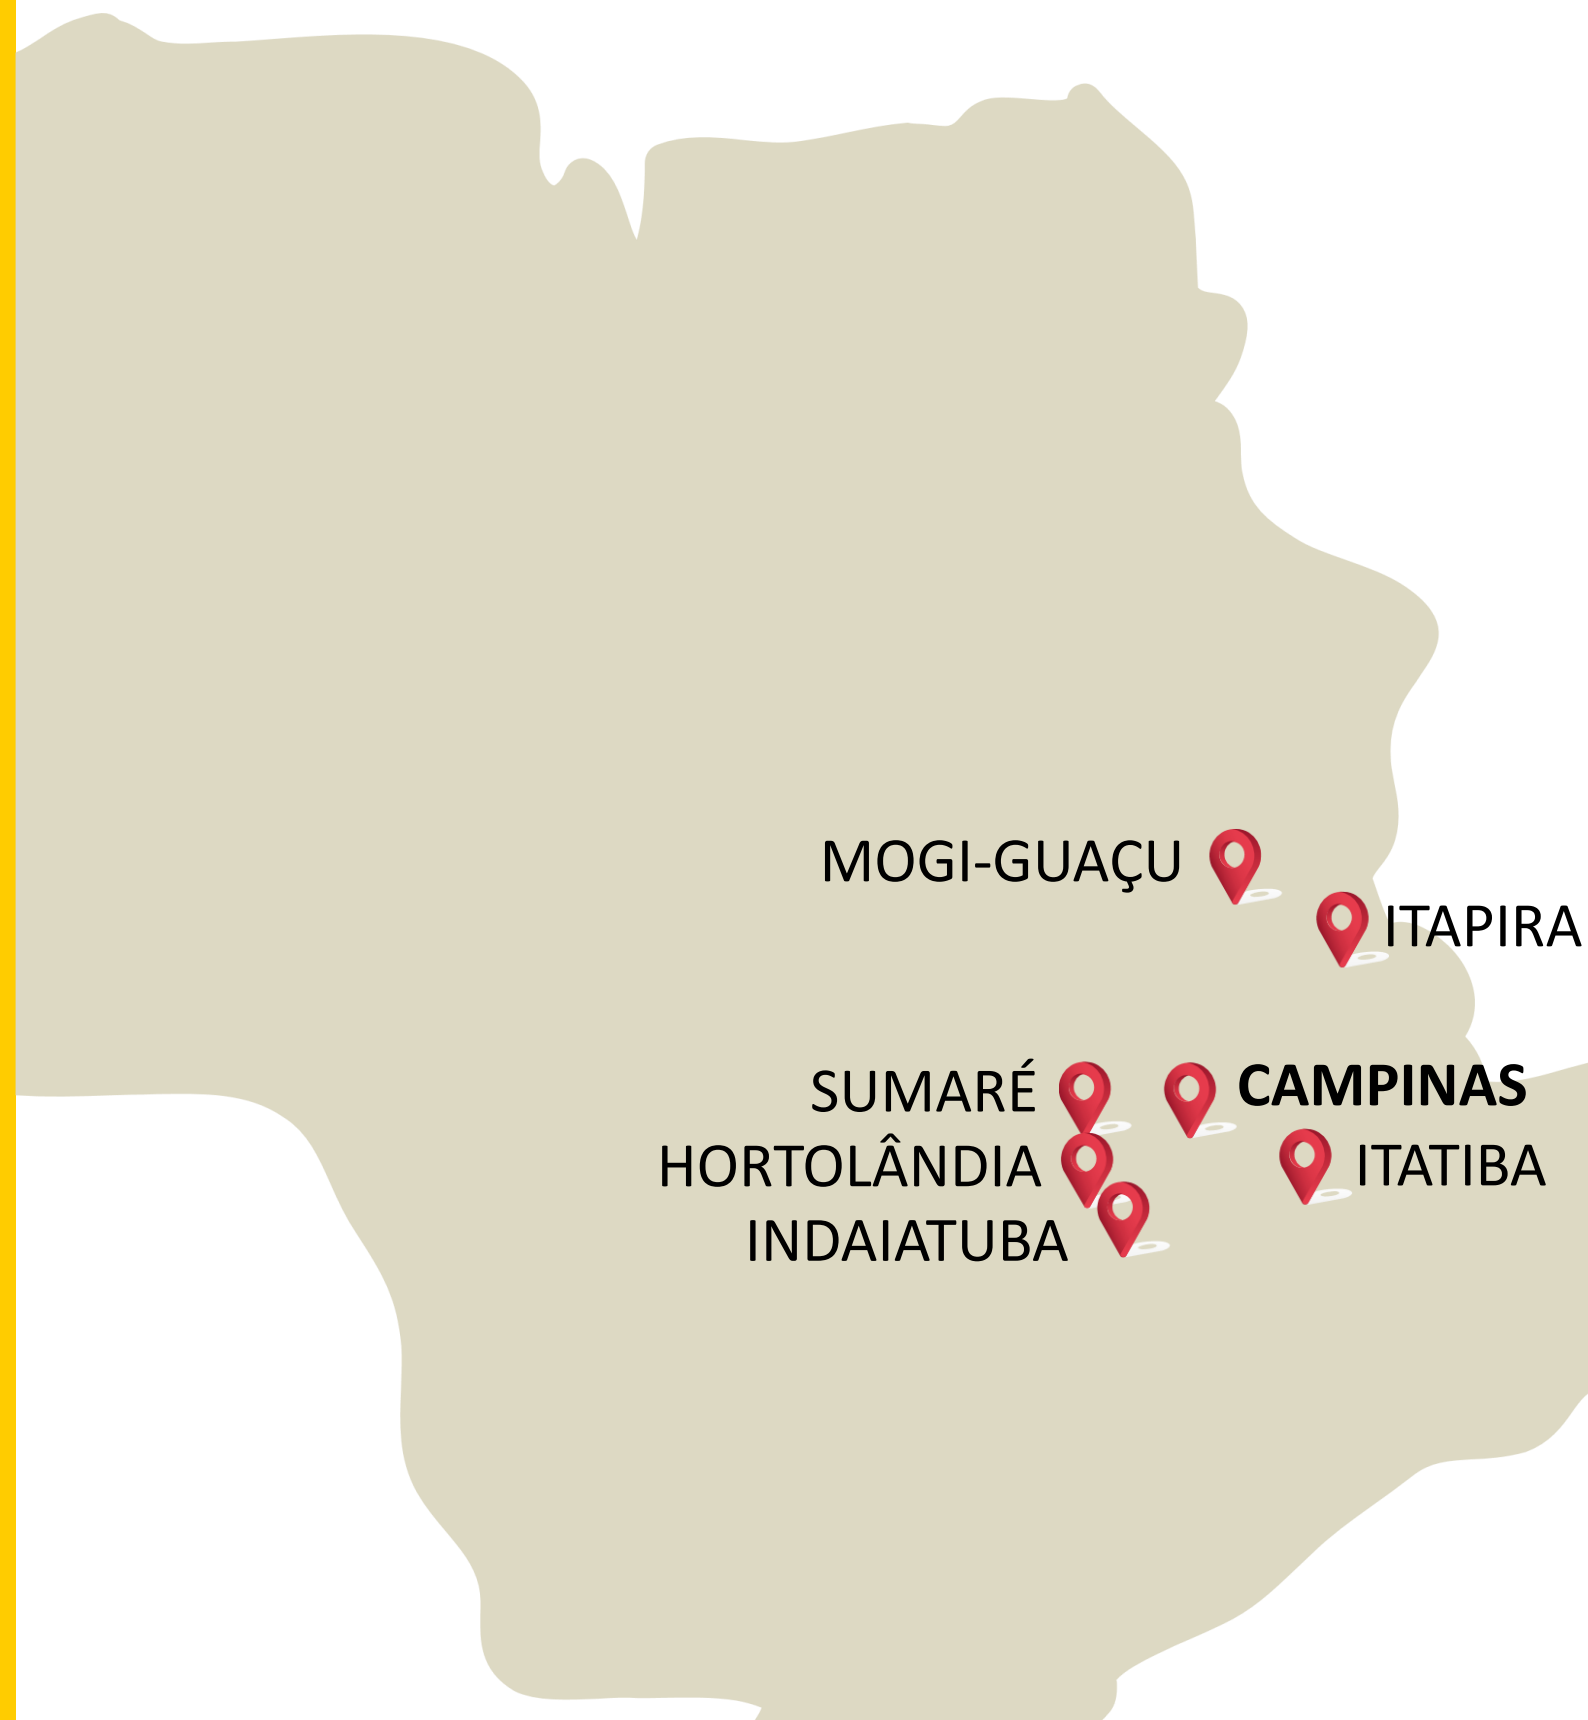 MOGI-GUAÇU
ITAPIRA
SUMARÉ
CAMPINAS
HORTOLÂNDIA
ITATIBA
INDAIATUBA